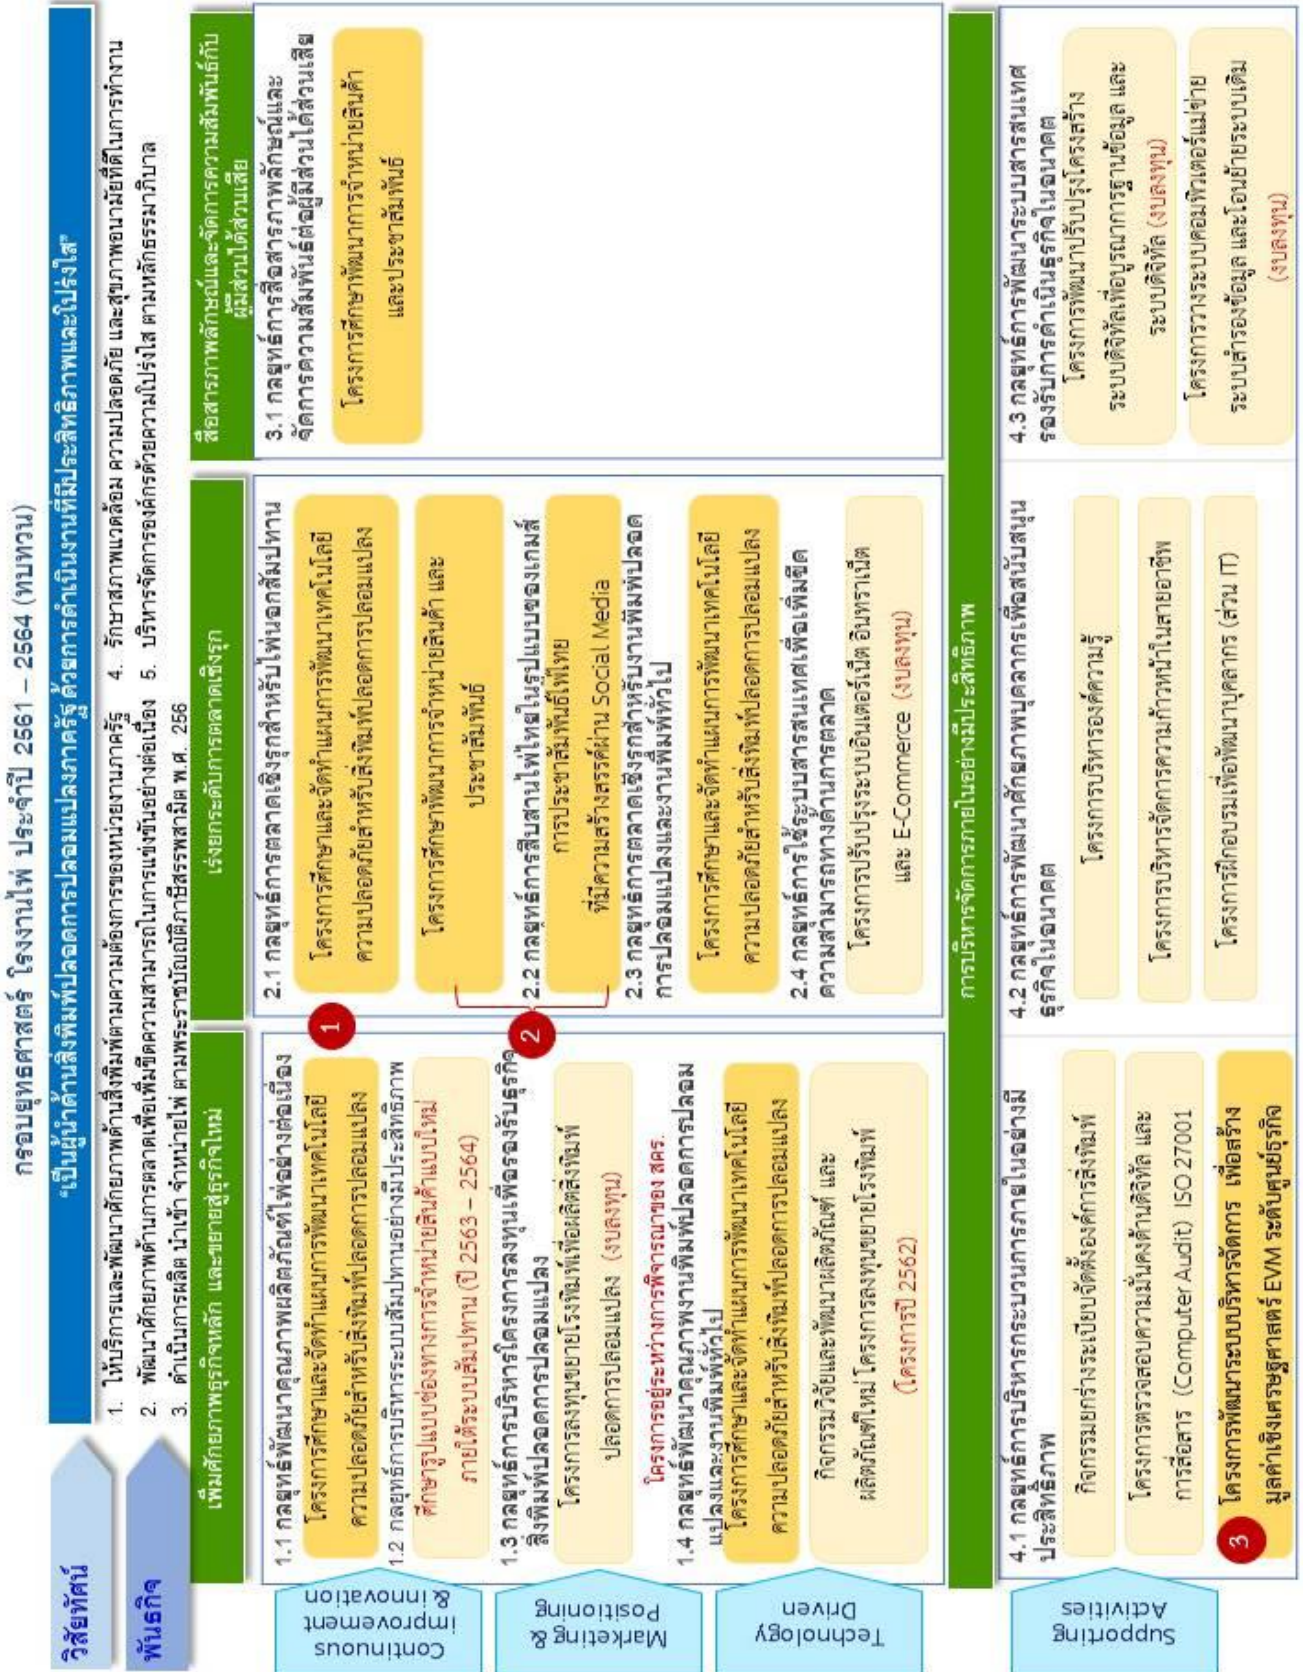 กรอบยุทธศาสตร์ โรงงานไพ่ ประจำปี 2561 – 2564 (ทบทวน)
วิสัยทัศน์
"เป็นผู้นำด้านสิ่งพิมพ์ปลอดการปลอมแปลงภาครัฐ ด้วยการดำเนินงานที่มีประสิทธิภาพและโปร่งใส"
พันธกิจ
1. ให้บริการและพัฒนาศักยภาพด้านสิ่งพิมพ์ตามความต้องการของหน่วยงานภาครัฐ
2. พัฒนาศักยภาพด้านการตลาดเพื่อเพิ่มขีดความสามารถในการแข่งขันอย่างต่อเนื่อง
3. ดำเนินการผลิต นำเข้า จำหน่ายไพ่ ตามพระราชบัญญัติภาษีสรรพสามิต พ.ศ. 256
4. รักษาสภาพแวดล้อม ความปลอดภัย และสุขภาพอนามัยที่ดีในการทำงาน
5. บริหารจัดการองค์กรด้วยความโปร่งใส ตามหลักธรรมาภิบาล
เพิ่มศักยภาพธุรกิจหลัก และขยายสู่ธุรกิจใหม่
เร่งยกระดับการตลาดเชิงรุก
สื่อสารภาพลักษณ์และจัดการความสัมพันธ์กับ
ผู้มีส่วนได้ส่วนเสีย
Continuous
improvement
& innovation
Marketing &
Positioning
Technology
Driven
1.1 กลยุทธ์พัฒนาคุณภาพผลิตภัณฑ์ไพ่อย่างต่อเนื่อง
โครงการศึกษาและจัดทำแผนการพัฒนาเทคโนโลยี
ความปลอดภัยสำหรับสิ่งพิมพ์ปลอดการปลอมแปลง
1
1.2 กลยุทธ์การบริหารระบบสัมปทานอย่างมีประสิทธิภาพ
ศึกษารูปแบบช่องทางการจำหน่ายสินค้าแบบใหม่
ภายใต้ระบบสัมปทาน (ปี 2563 – 2564)
1.3 กลยุทธ์การบริหารโครงการลงทุนเพื่อรองรับธุรกิจ
สิ่งพิมพ์ปลอดการปลอมแปลง
2
โครงการลงทุนขยายโรงพิมพ์เพื่อผลิตสิ่งพิมพ์
ปลอดการปลอมแปลง (งบลงทุน)
โครงการอยู่ระหว่างการพิจารณาของ สคร.
1.4 กลยุทธ์พัฒนาคุณภาพงานพิมพ์ปลอดการปลอม
แปลงและงานพิมพ์ทั่วไป
โครงการศึกษาและจัดทำแผนการพัฒนาเทคโนโลยี
ความปลอดภัยสำหรับสิ่งพิมพ์ปลอดการปลอมแปลง
กิจกรรมวิจัยและพัฒนาผลิตภัณฑ์ และ
ผลิตภัณฑ์ใหม่ โครงการลงทุนขยายโรงพิมพ์
(โครงการปี 2562)
2.1 กลยุทธ์การตลาดเชิงรุกสำหรับไพ่นอกสัมปทาน
โครงการศึกษาและจัดทำแผนการพัฒนาเทคโนโลยี
ความปลอดภัยสำหรับสิ่งพิมพ์ปลอดการปลอมแปลง
โครงการศึกษาพัฒนาการจำหน่ายสินค้า และ
ประชาสัมพันธ์
2.2 กลยุทธ์การสืบสานไพ่ไทยในรูปแบบของเกมส์
การประชาสัมพันธ์ไพ่ไทย
ที่มีความสร้างสรรค์ผ่าน Social Media
2.3 กลยุทธ์การตลาดเชิงรุกสำหรับงานพิมพ์ปลอด
การปลอมแปลงและงานพิมพ์ทั่วไป
โครงการศึกษาและจัดทำแผนการพัฒนาเทคโนโลยี
ความปลอดภัยสำหรับสิ่งพิมพ์ปลอดการปลอมแปลง
2.4 กลยุทธ์การใช้ระบบสารสนเทศเพื่อเพิ่มขีด
ความสามารถทางด้านการตลาด
โครงการปรับปรุงระบบอินเตอร์เน็ต อินทราเน็ต
และ E-Commerce (งบลงทุน)
3.1 กลยุทธ์การสื่อสารภาพลักษณ์และ
จัดการความสัมพันธ์ต่อผู้มีส่วนได้ส่วนเสีย
โครงการศึกษาพัฒนาการจำหน่ายสินค้า
และประชาสัมพันธ์
การบริหารจัดการภายในอย่างมีประสิทธิภาพ
Supporting
Activities
4.1 กลยุทธ์การบริหารกระบวนการภายในอย่างมี
ประสิทธิภาพ
กิจกรรมยกร่างระเบียบจัดตั้งองค์การสิ่งพิมพ์
โครงการตรวจสอบความมั่นคงด้านดิจิทัล และ
การสื่อสาร (Computer Audit) ISO 27001
3
โครงการพัฒนาระบบบริหารจัดการ เพื่อสร้าง
มูลค่าเชิงเศรษฐศาสตร์ EVM ระดับศูนย์ธุรกิจ
4.2 กลยุทธ์การพัฒนาศักยภาพบุคลากรเพื่อสนับสนุน
ธุรกิจในอนาคต
โครงการบริหารองค์ความรู้
โครงการบริหารจัดการความก้าวหน้าในสายอาชีพ
โครงการฝึกอบรมเพื่อพัฒนาบุคลากร (ส่วน IT)
4.3 กลยุทธ์การพัฒนาระบบสารสนเทศ
รองรับการดำเนินธุรกิจในอนาคต
โครงการพัฒนาปรับปรุงโครงสร้าง
ระบบดิจิทัลเพื่อบูรณาการฐานข้อมูล และ
ระบบดิจิทัล (งบลงทุน)
โครงการวางระบบคอมพิวเตอร์แม่ข่าย
ระบบสำรองข้อมูล และโอนย้ายระบบเดิม
(งบลงทุน)